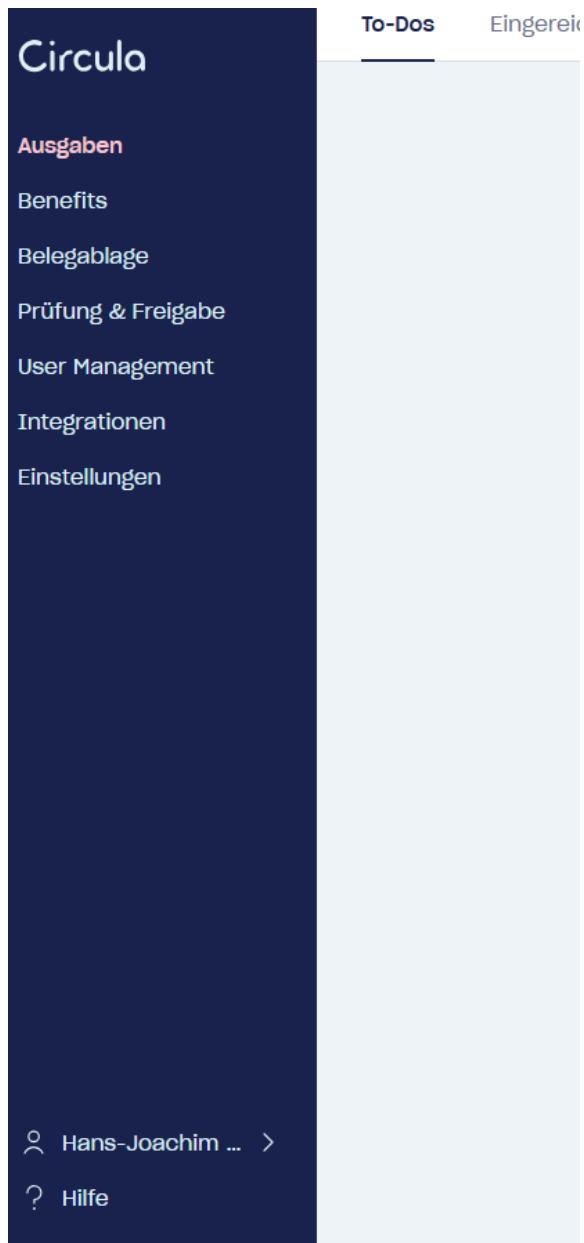 Circula
Ausgaben
Benefits
Belegablage
Prüfung & Freigabe
User Management
Integrationen
Einstellungen
Hans-Joachim ...
Hilfe
To-Dos